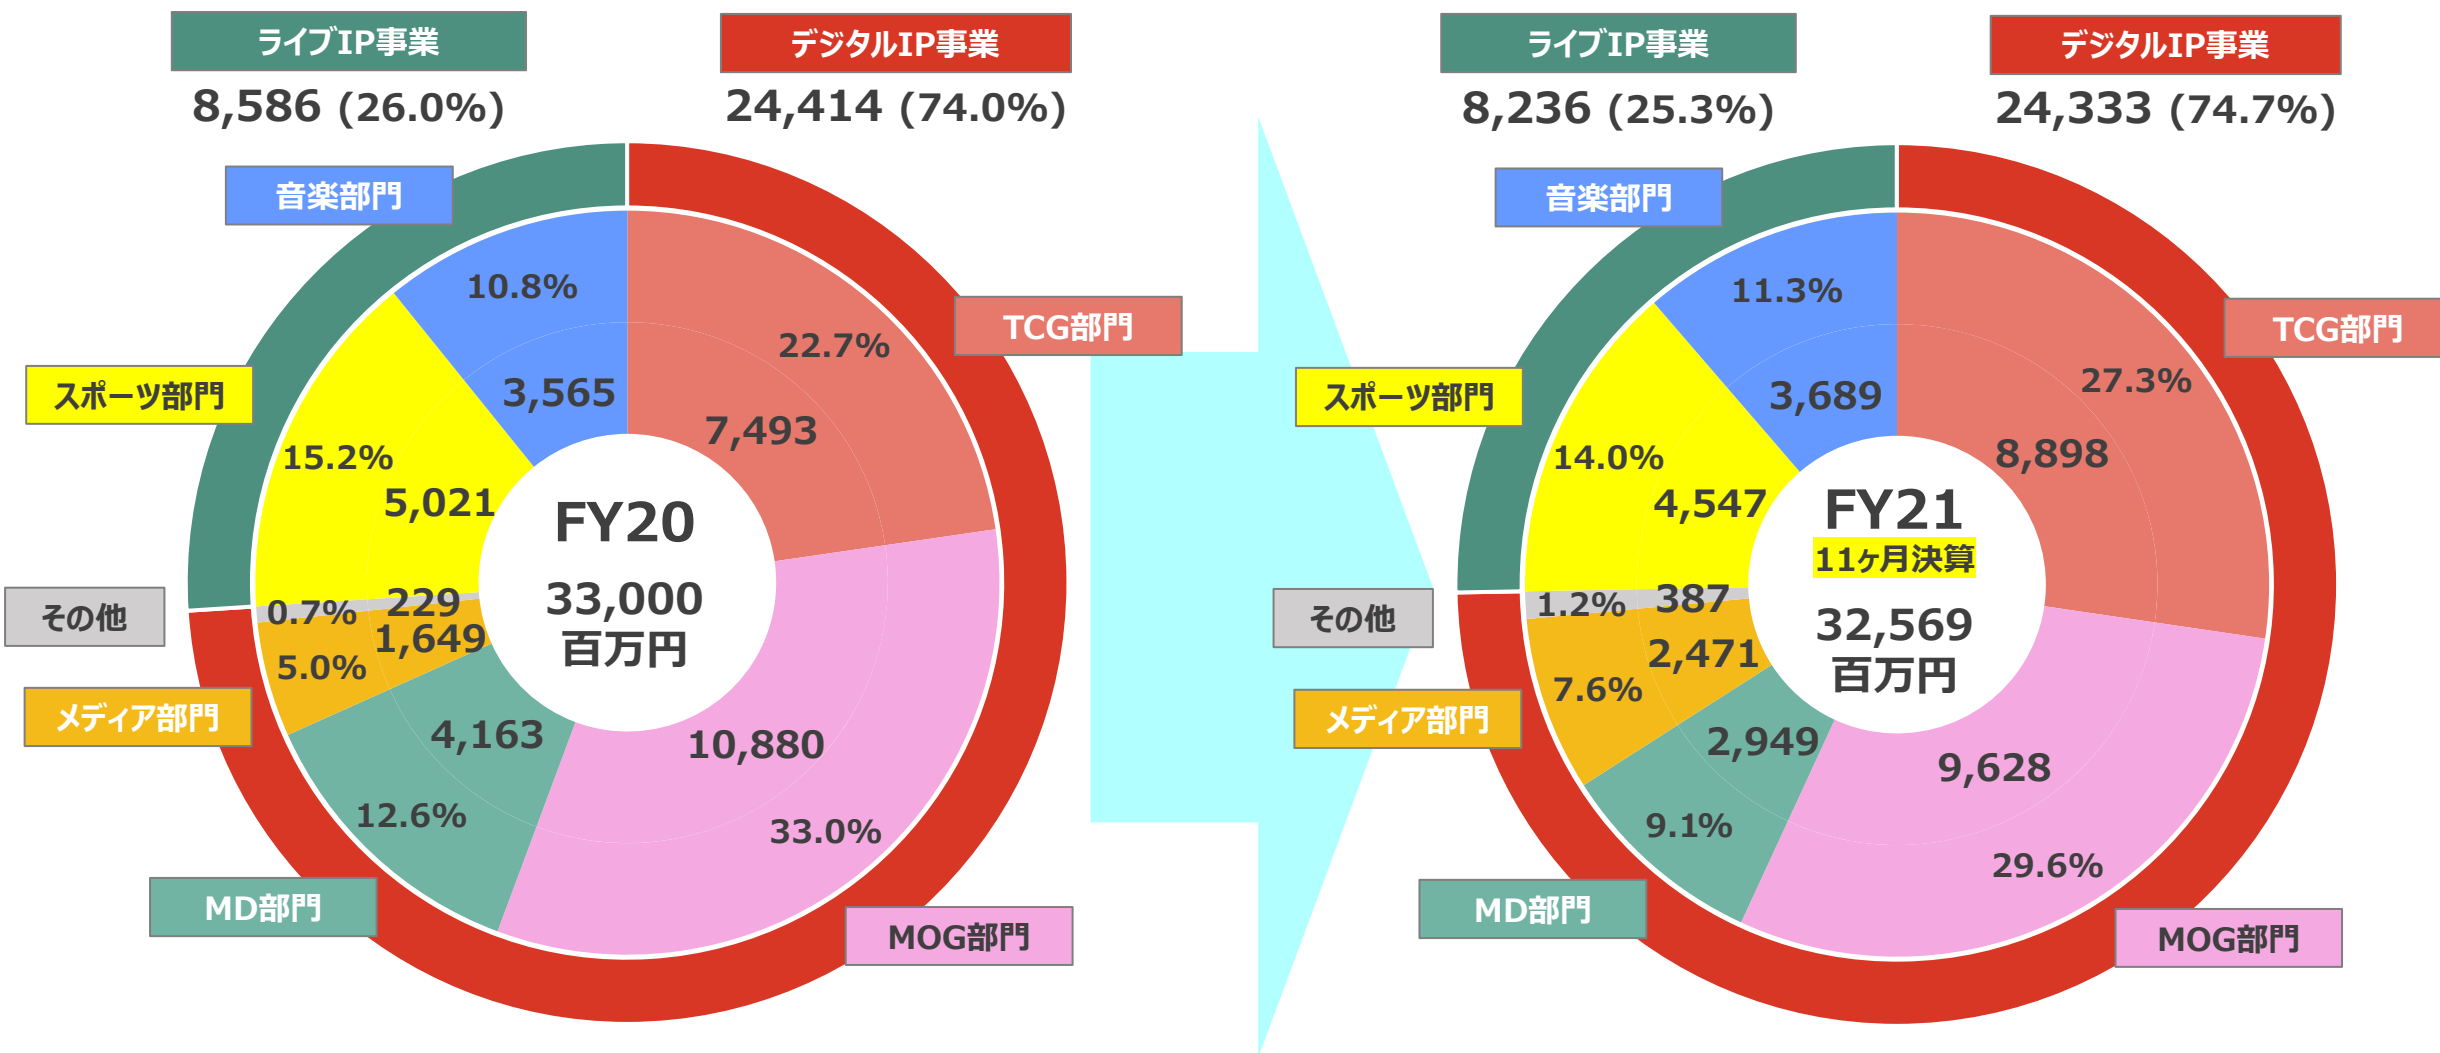 ライブIP事業
8,586 (26.0%)
デジタルIP事業
24,414 (74.0%)
音楽部門
10.8%
3,565
TCG部門
22.7%
7,493
スポーツ部門
15.2%
5,021
FY20
33,000
百万円
その他
0.7%
229
メディア部門
5.0%
1,649
MD部門
12.6%
4,163
MOG部門
33.0%
10,880
ライブIP事業
8,236 (25.3%)
デジタルIP事業
24,333 (74.7%)
音楽部門
11.3%
3,689
TCG部門
27.3%
8,898
スポーツ部門
14.0%
4,547
FY21
11ヶ月決算
32,569
百万円
その他
1.2%
387
メディア部門
7.6%
2,471
MD部門
9.1%
2,949
MOG部門
29.6%
9,628